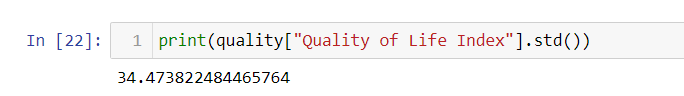 In [22]: 1 print(quality["Quality of Life Index"].std())
34.473822484465764